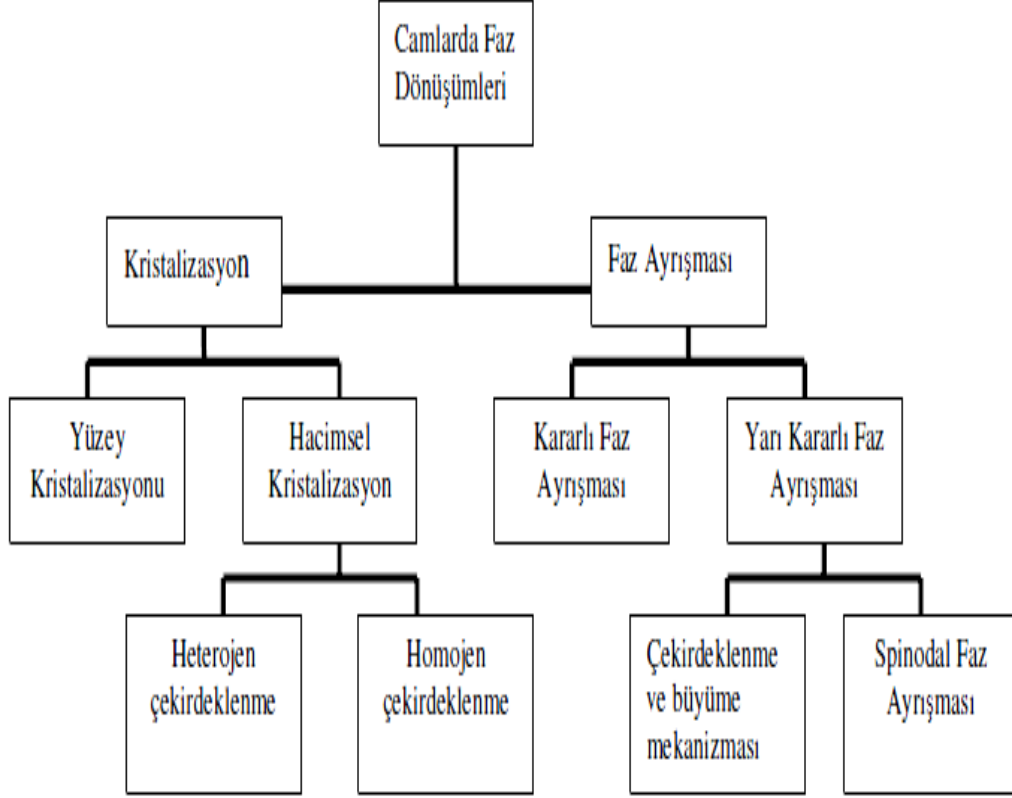 Camlarda Faz
Dönüşümleri
Kristalizasyon
Faz Ayrışması
Yüzey
Kristalizasyonu
Hacimsel
Kristalizasyon
Kararlı Faz
Ayrışması
Yarı Kararlı Faz
Ayrışması
Heterojen
çekirdeklenme
Homojen
çekirdeklenme
Çekirdeklenme
ve büyüme
mekanizması
Spinodal Faz
Ayrışması